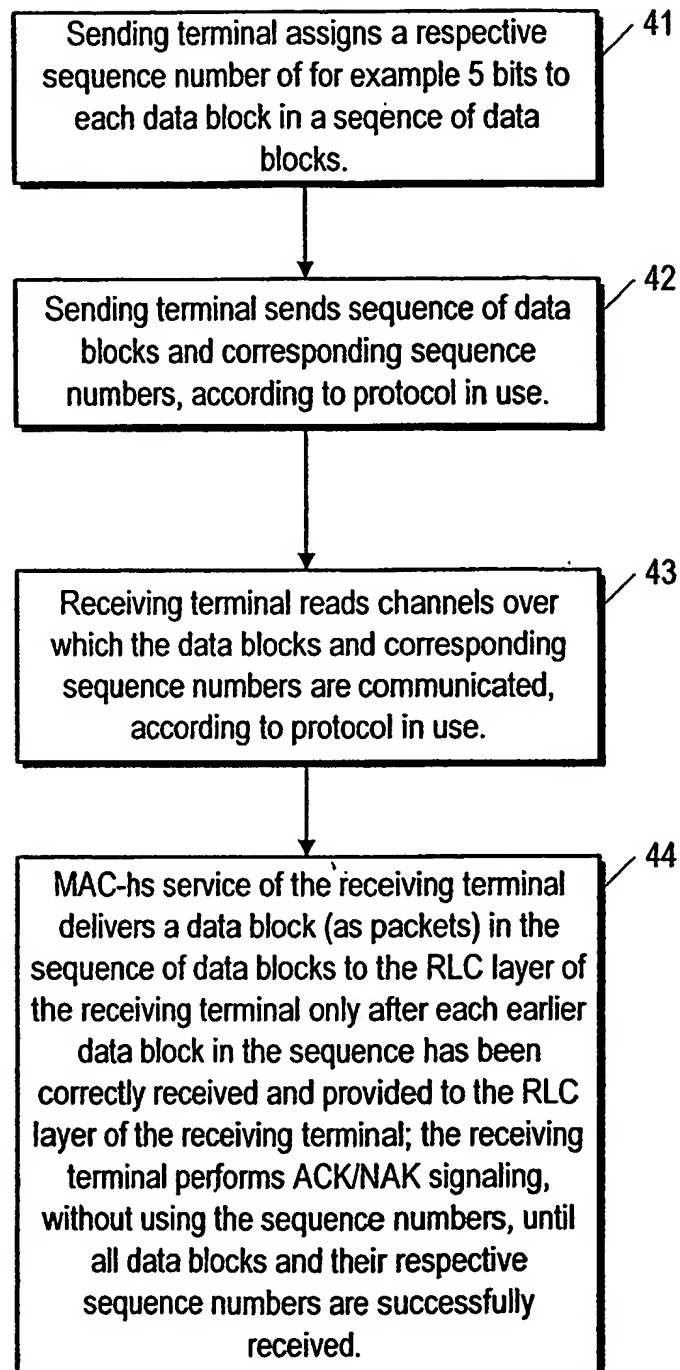 Sending terminal assigns a respective
sequence number of for example 5 bits to
each data block in a seqence of data
blocks.
41
Sending terminal sends sequence of data
blocks and corresponding sequence
numbers, according to protocol in use.
42
Receiving terminal reads channels over
which the data blocks and corresponding
sequence numbers are communicated,
according to protocol in use.
43
MAC-hs service of the receiving terminal
delivers a data block (as packets) in the
sequence of data blocks to the RLC layer of
the receiving terminal only after each earlier
data block in the sequence has been
correctly received and provided to the RLC
layer of the receiving terminal; the receiving
terminal performs ACK/NAK signaling,
without using the sequence numbers, until
all data blocks and their respective
sequence numbers are successfully
received.
44